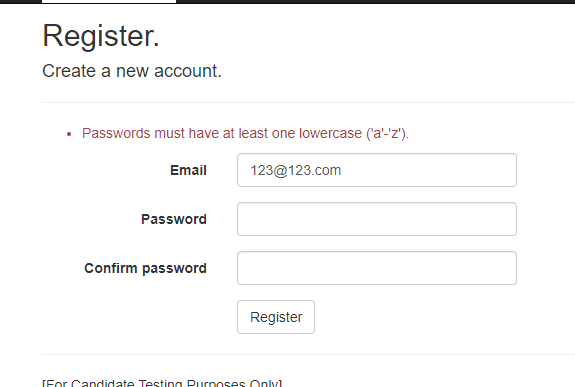 Register.
Create a new account.
Passwords must have at least one lowercase ('a'-'z').
Email 123@123.com
Password
Confirm password
Register
[For Candidate Testing Purposes Only]